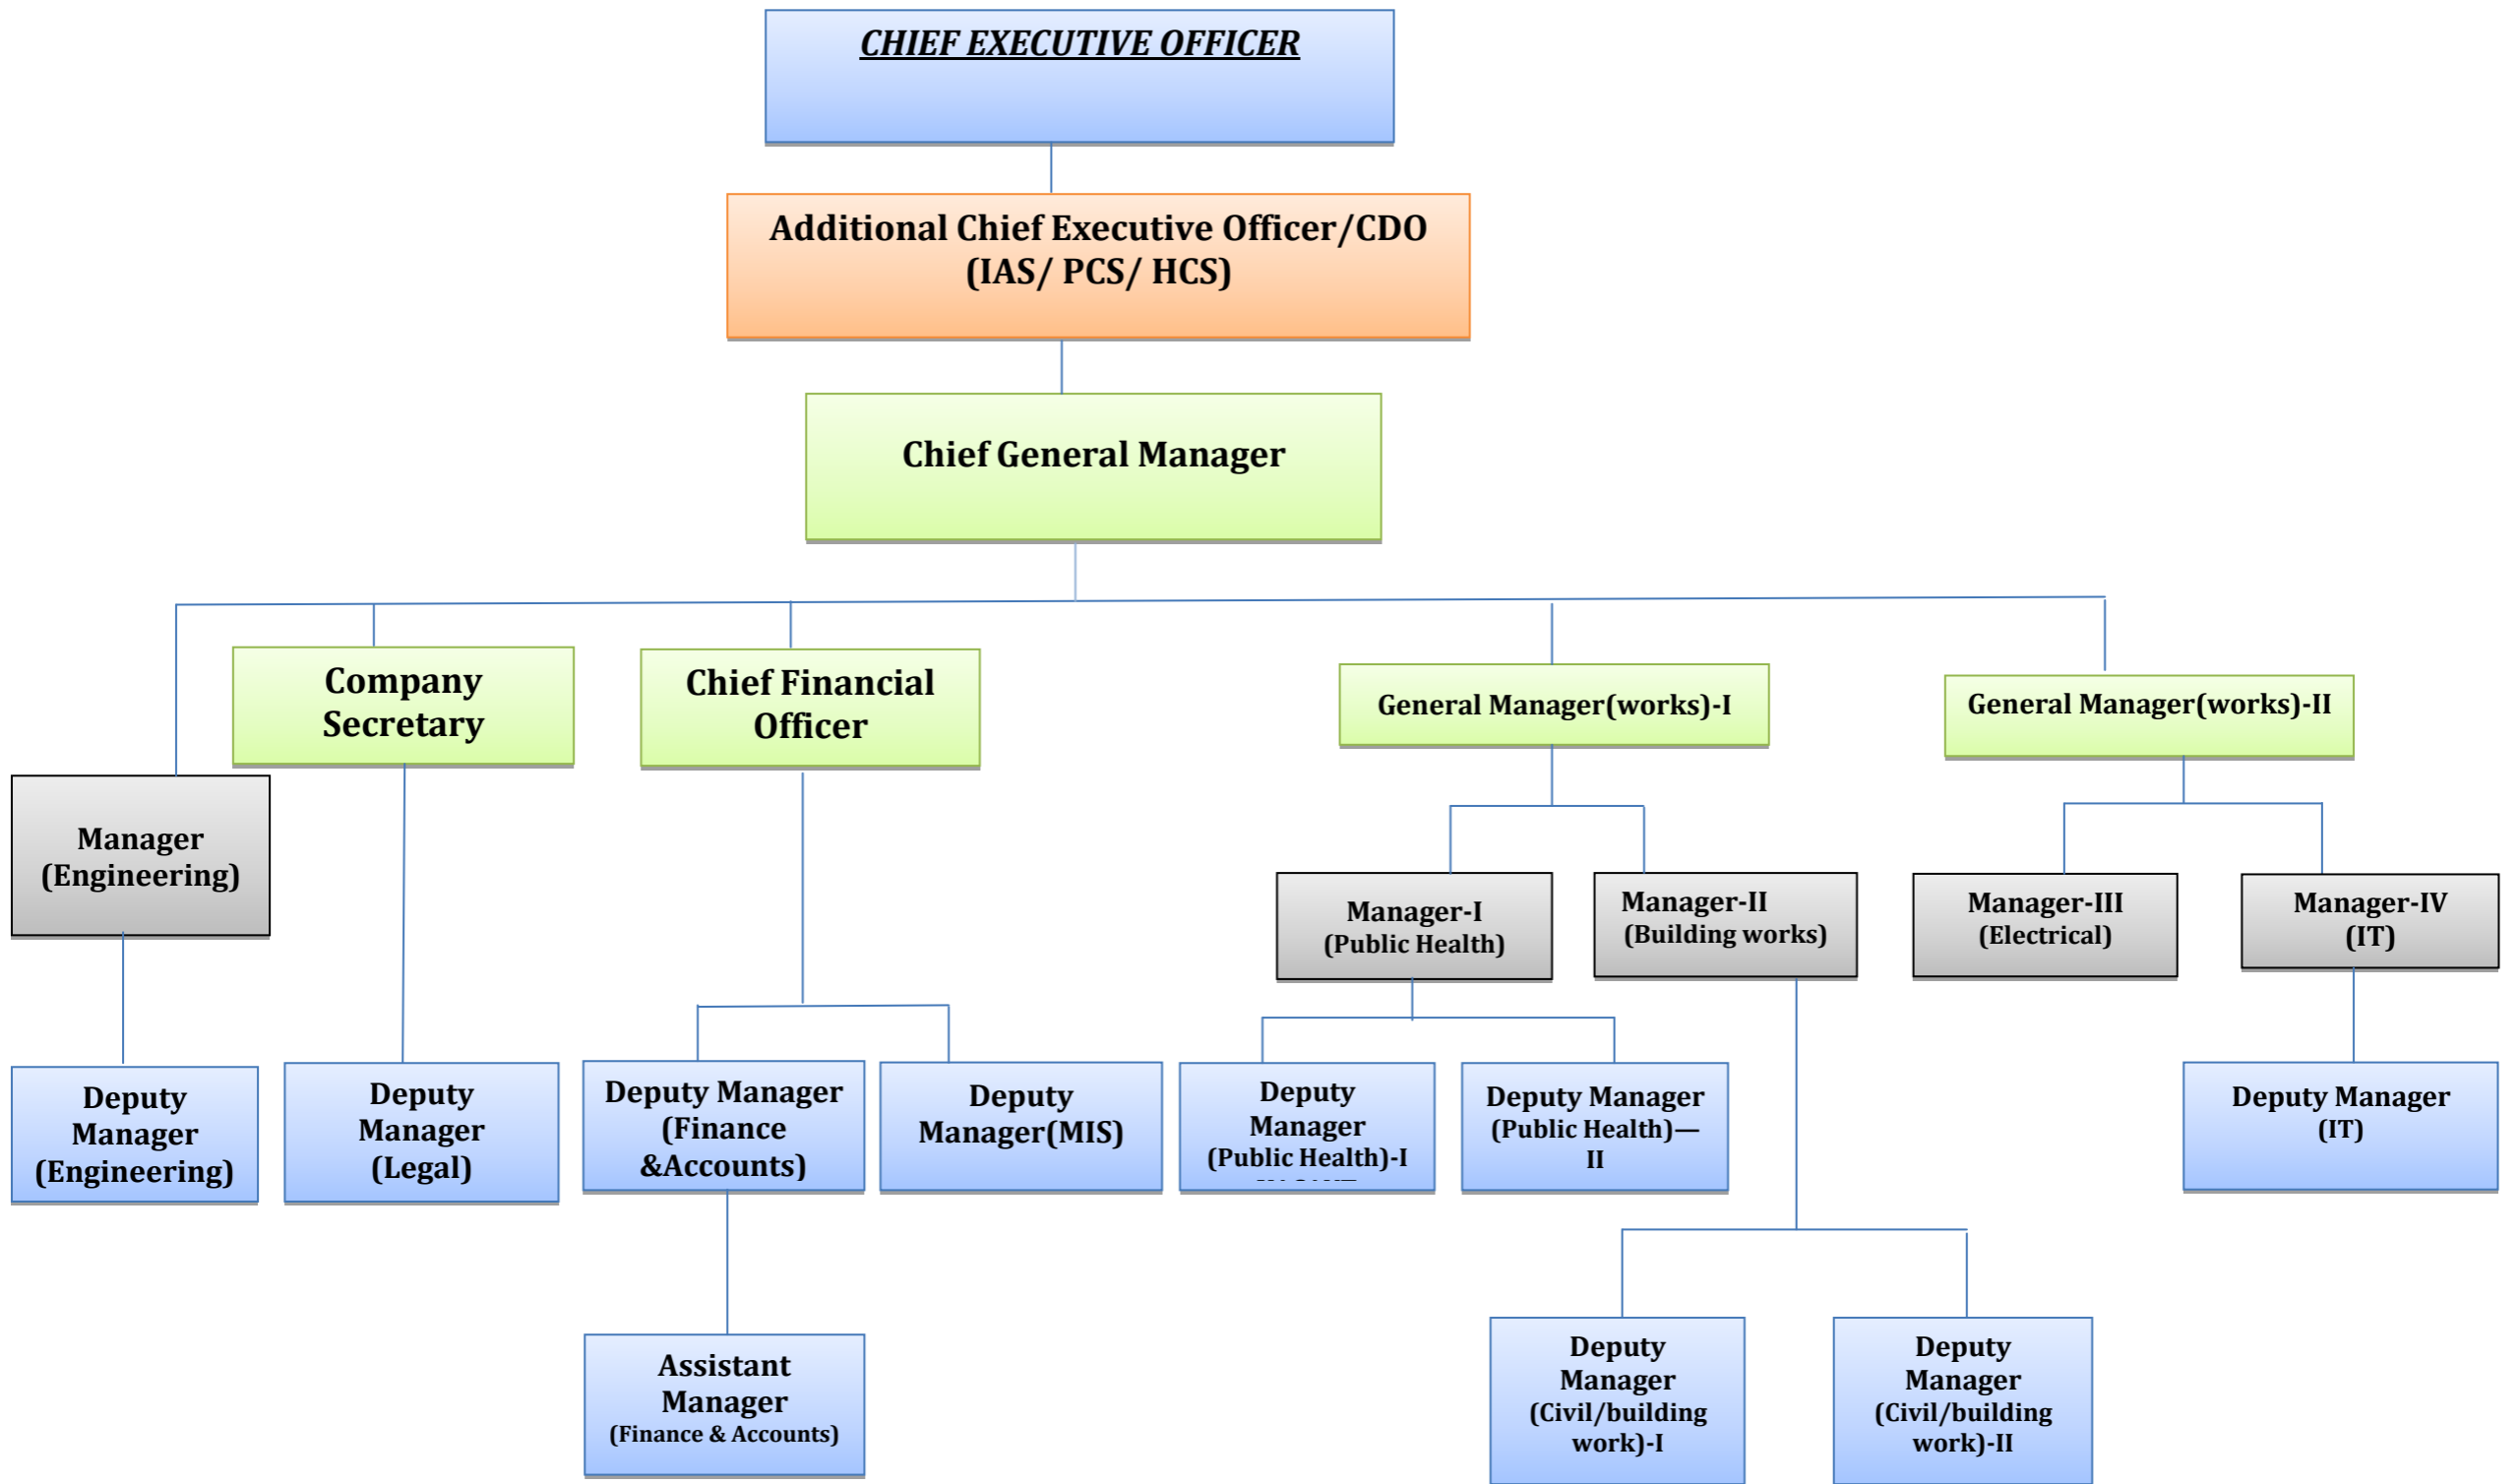 CHIEF EXECUTIVE OFFICER
Additional Chief Executive Officer/CDO
(IAS/ PCS/ HCS)
Chief General Manager
Company
Secretary
Chief Financial
Officer
General Manager(works)-I
General Manager(works)-II
Manager
(Engineering)
Manager-I
(Public Health)
Manager-II
(Building works)
Manager-III
(Electrical)
Manager-IV
(IT)
Deputy
Manager
(Engineering)
Deputy
Manager
(Legal)
Deputy Manager
(Finance
&Accounts)
Deputy
Manager(MIS)
Deputy
Manager
(Public Health)-I
Deputy Manager
(Public Health)—
II
Deputy Manager
(IT)
Assistant
Manager
(Finance & Accounts)
Deputy
Manager
(Civil/building
work)-I
Deputy
Manager
(Civil/building
work)-II